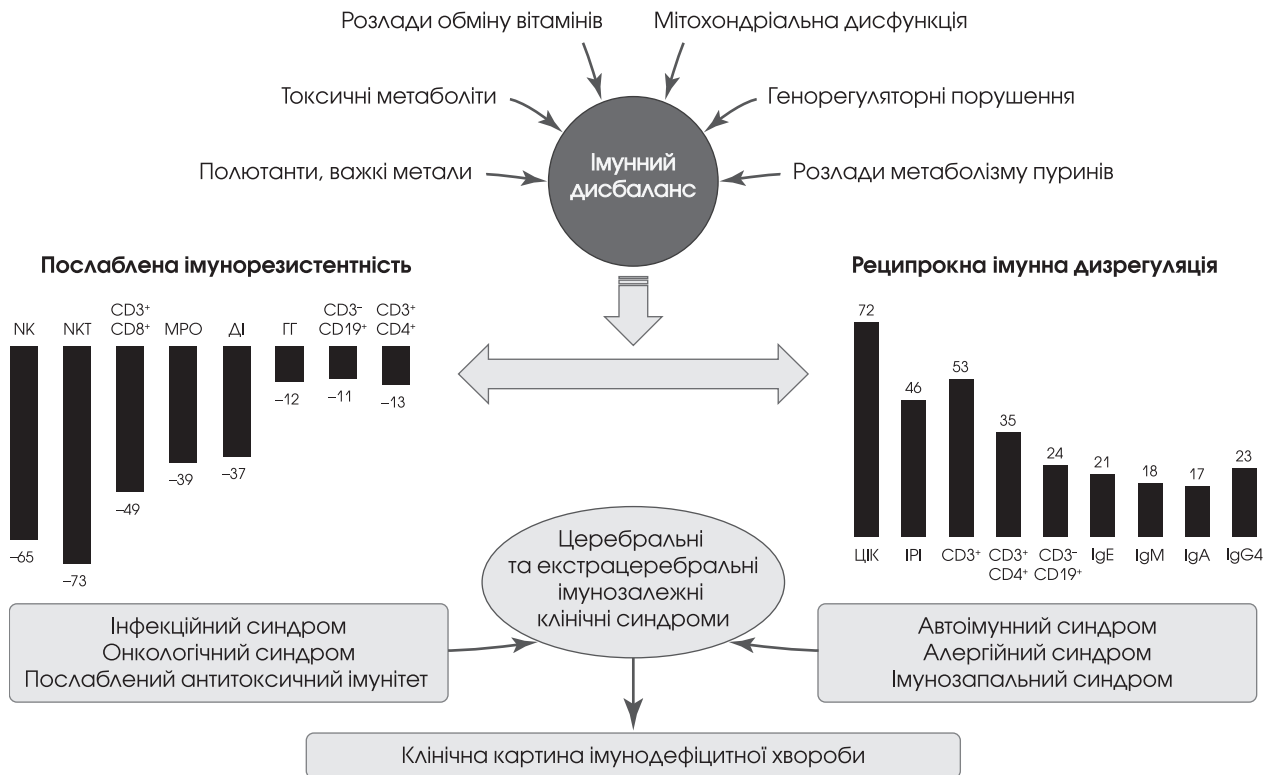 Розлади обміну вітамінів
Мітохондріальна дисфункція
Токсичні метаболіти
Генорегуляторні порушення
Полютанти, важкі метали
Імунний
дисбаланс
Розлади метаболізму пуринів
Послаблена імунорезистентність
NK
NKT
CD3⁺
CD8⁺
МРО
ДІ
ГГ
CD3⁻
CD19⁺
CD3⁺
CD4⁺
–65
–73
–49
–39
–37
–12
–11
–13
Реципрокна імунна дизрегуляція
72
46
53
35
24
21
18
17
23
ЦІК
ІРІ
CD3⁺
CD3⁺
CD4⁺
CD3⁻
CD19⁺
IgE
IgM
IgA
IgG4
Церебральні
та екстрацеребральні
імунозалежні
клінічні синдроми
Інфекційний синдром
Онкологічний синдром
Послаблений антитоксичний імунітет
Автоімунний синдром
Алергійний синдром
Імунозапальний синдром
Клінічна картина імунодефіцитної хвороби